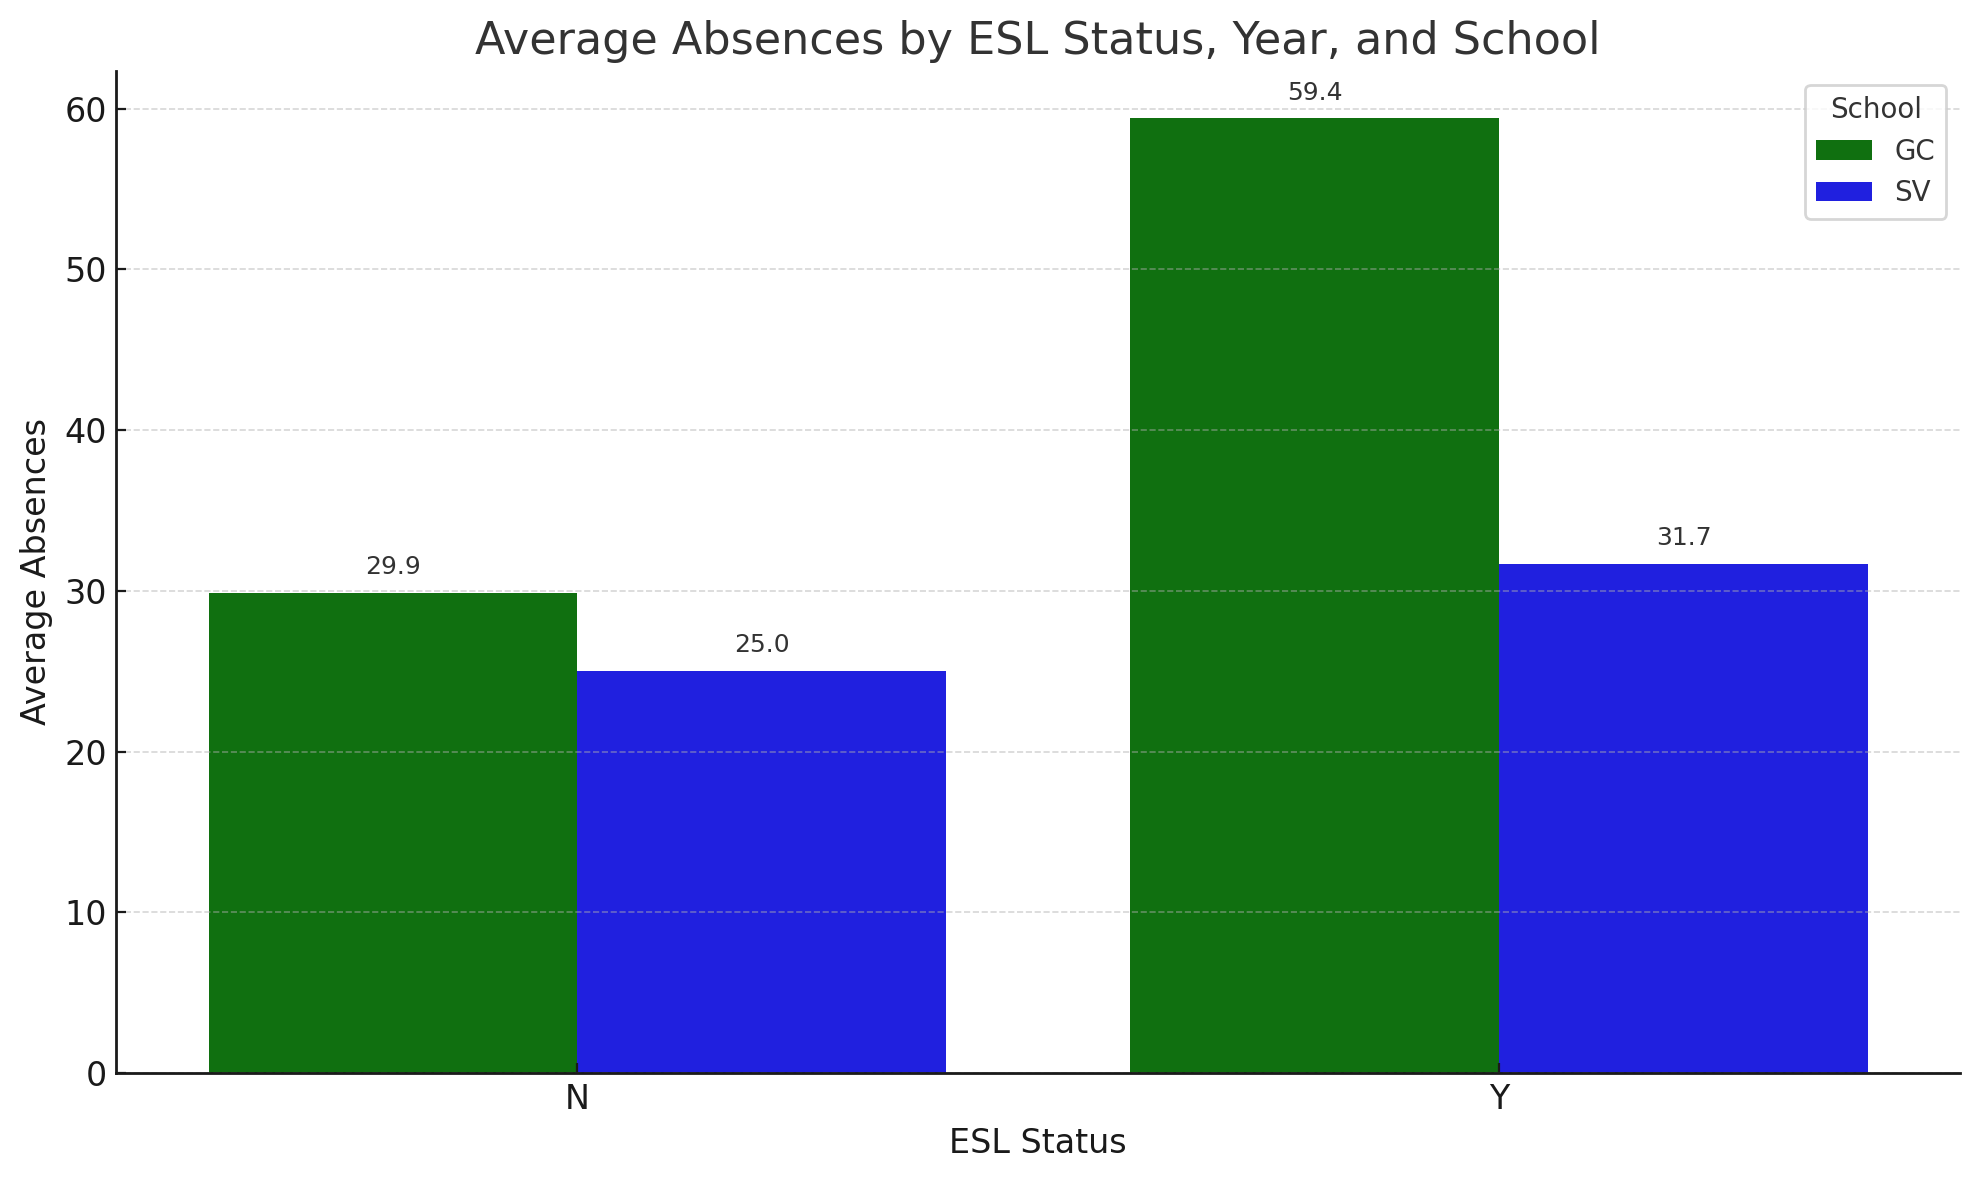 Average Absences by ESL Status, Year, and School
School
GC
SV
Average Absences
60
50
40
30
20
10
0
29.9
25.0
59.4
31.7
N
Y
ESL Status